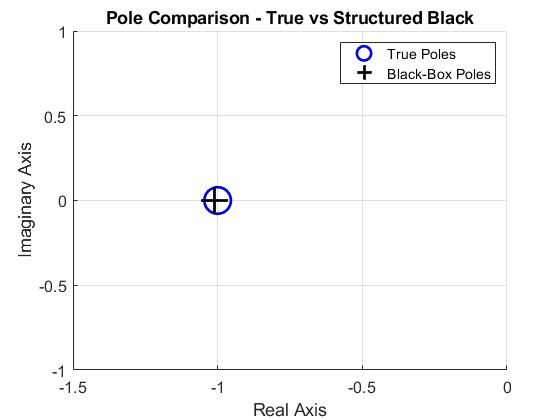 Pole Comparison - True vs Structured Black
True Poles
Black-Box Poles
1
0.5
0
-0.5
-1
Imaginary Axis
-1.5
-1
-0.5
0
Real Axis